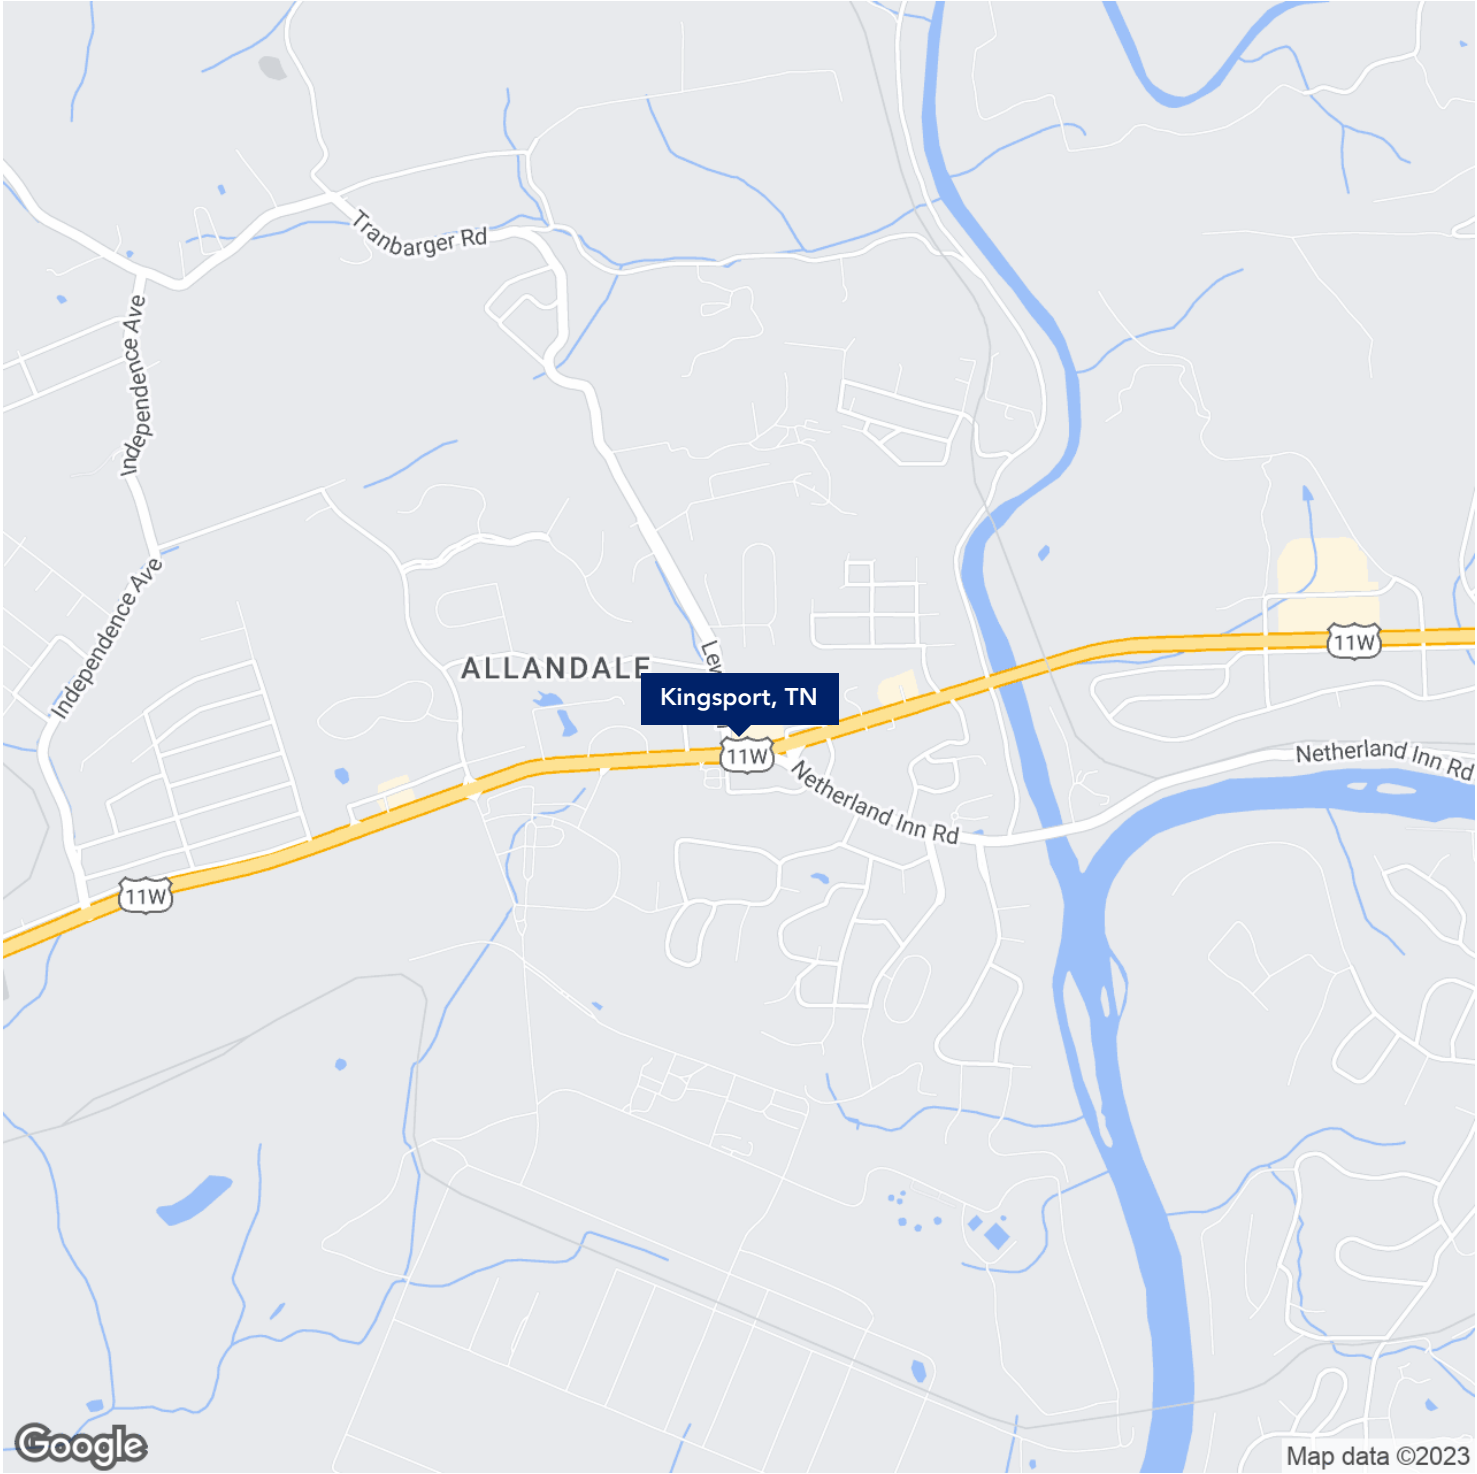 Tranbarger Rd
Independence Ave
Independence Ave
ALLANDALE
Lew
Kingsport, TN
11W
11W
11W
Netherland Inn Rd
Netherland Inn Rd
Google
Map data ©2023